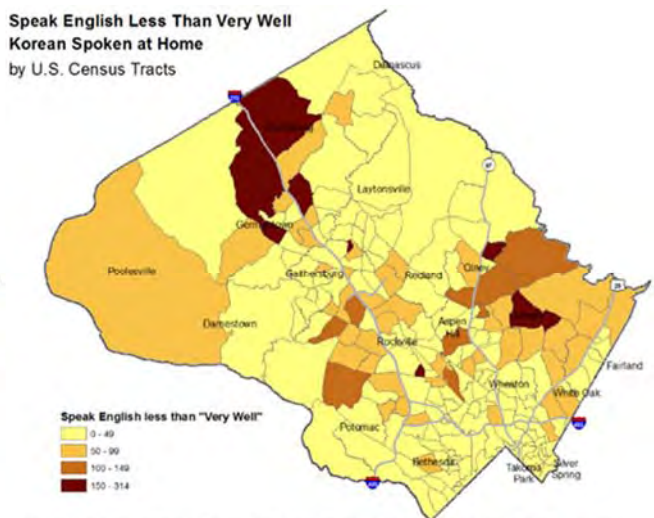 Speak English Less Than Very Well
Korean Spoken at Home
by U.S. Census Tracts
Damascus
Laytonsville
Germantown
Poolesville
Gaithersburg
Redland
Olney
Darnestown
Rockville
Aspen
Hill
Fairland
Wheaton
White Oak
Potomac
Bethesda
Takoma
Park
Silver
Spring
Speak English less than "Very Well"
0 - 49
50 - 99
100 - 149
150 - 314